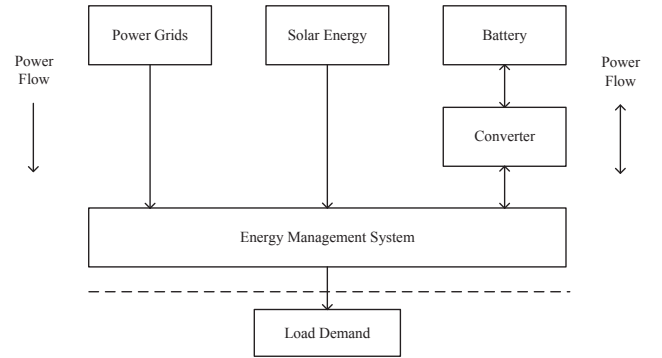 Power Grids
Solar Energy
Battery
Power
Flow
Power
Flow
Converter
Energy Management System
Load Demand